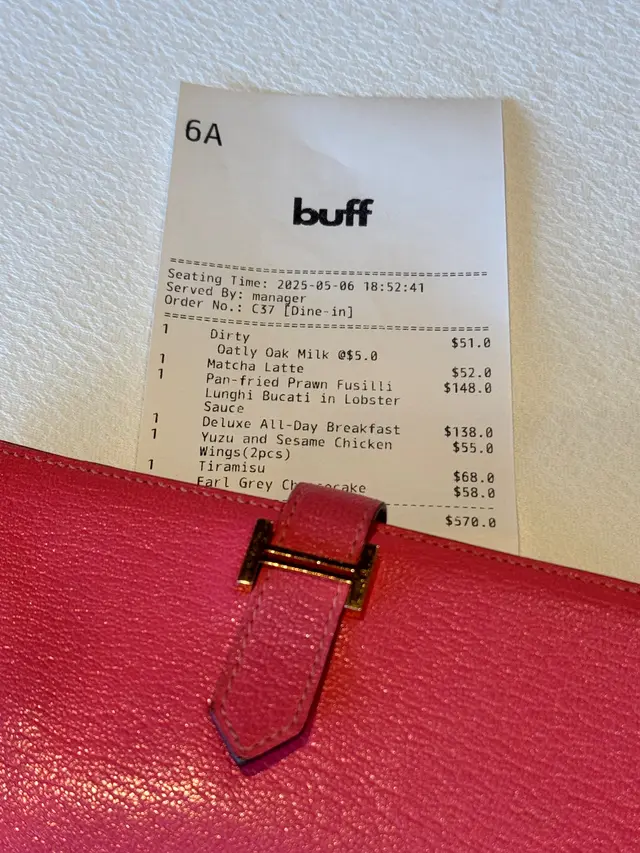 6A
buff
Seating Time: 2025-05-06 18:52:41
Served By: manager
Order No.: C37 [Dine-in]
1 Dirty $51.0
Oatly Oak Milk @$5.0
1 Matcha Latte $52.0
1 Pan-fried Prawn Fusilli $148.0
Lunghi Bucati in Lobster
Sauce
1 Deluxe All-Day Breakfast $138.0
1 Yuzu and Sesame Chicken $55.0
Wings(2pcs)
1 Tiramisu $68.0
Earl Grey $58.0
$570.0